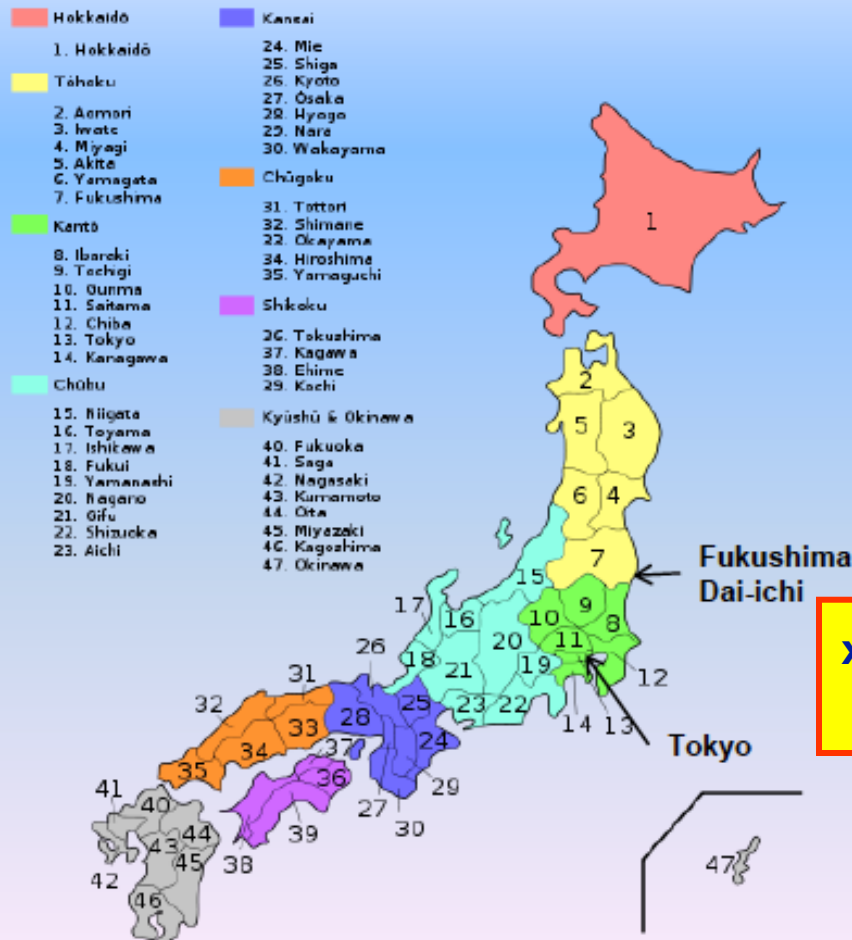 Hokkaidō
1. Hokkaidō
Tōhoku
2. Aomori
3. Iwate
4. Miyagi
5. Akita
6. Yamagata
7. Fukushima
Kantō
8. Ibaraki
9. Tochigi
10. Gunma
11. Saitama
12. Chiba
13. Tokyo
14. Kanagawa
Chūbu
15. Niigata
16. Toyama
17. Ishikawa
18. Fukui
19. Yamanashi
20. Nagano
21. Gifu
22. Shizuoka
23. Aichi
Kansai
24. Mie
25. Shiga
26. Kyoto
27. Ōsaka
28. Hyogo
29. Nara
30. Wakayama
Chūgoku
31. Tottori
32. Shimane
33. Okayama
34. Hiroshima
35. Yamaguchi
Shikoku
36. Tokushima
37. Kagawa
38. Ehime
39. Kochi
Kyūshū & Okinawa
40. Fukuoka
41. Saga
42. Nagasaki
43. Kumamoto
44. Oita
45. Miyazaki
46. Kagoshima
47. Okinawa
1
2
5
3
6
4
7
Fukushima
Dai-ichi
15
17
16
10
9
8
x
20
11
18
21
19
12
26
31
25
23
22
14
13
32
28
33
24
Tokyo
34
37
35
36
29
41
27
40
30
44
39
43
45
38
47
42
46